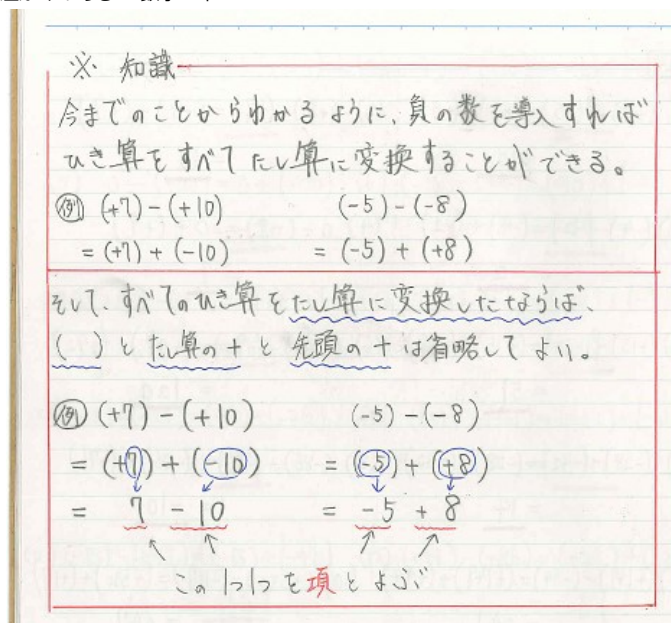 ※ 知識
今までのことからわかるように、負の数を導入すれば
ひき算をすべてたし算に変換することができる。
例 (+7)-(+10) (-5)-(-8)
=(+7)+(-10) =(-5)+(+8)
そして、すべてのひき算をたし算に変換したならば、
( )とたし算の+と先頭の+は省略してよい。
例 (+7)-(+10) (-5)-(-8)
=(+7)+(-10) =(-5)+(+8)
= 7 -10 = -5 +8
この1つ1つを項とよぶ